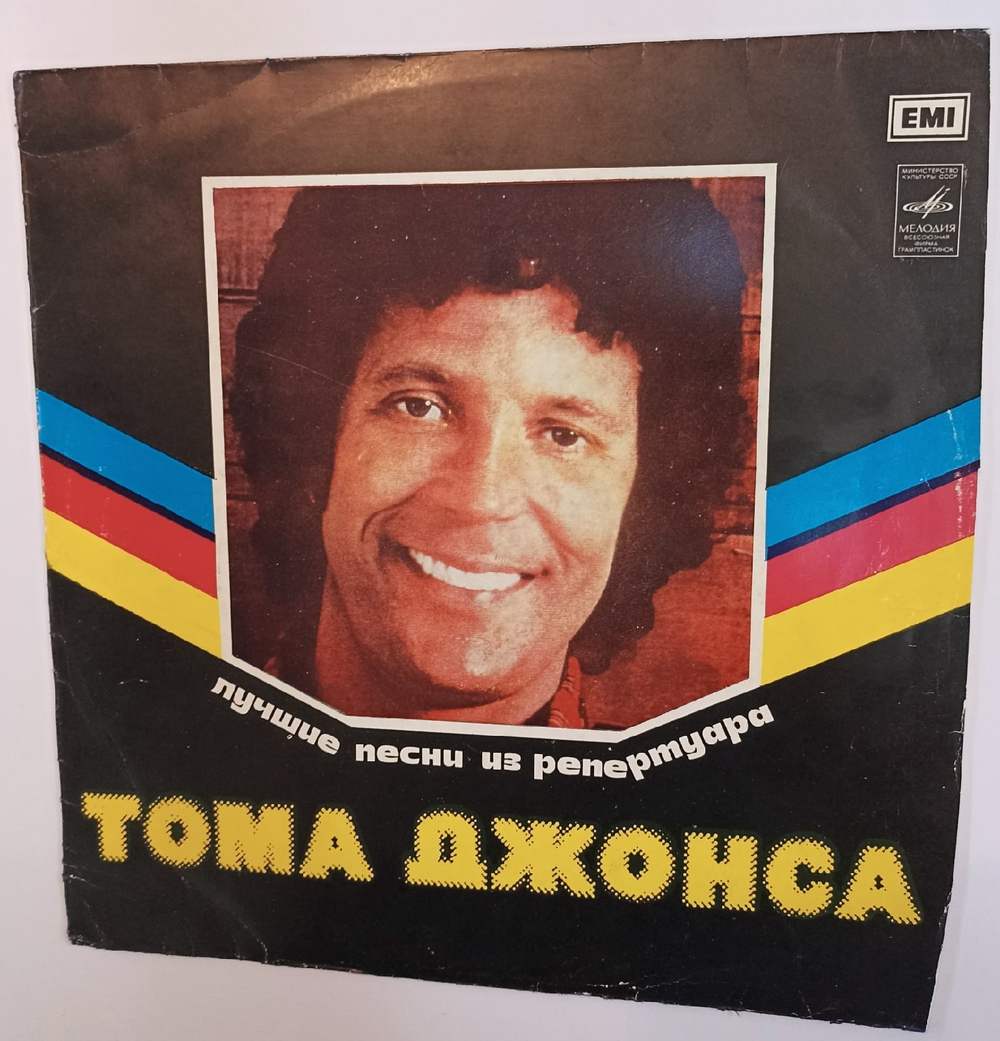 EMI
МИНИСТЕРСТВО
КУЛЬТУРЫ СССР
МЕЛОДИЯ
ВСЕСОЮЗНАЯ
ФИРМА
ГРАМПЛАСТИНОК
лучшие песни из репертуара
ТОМА ДЖОНСА